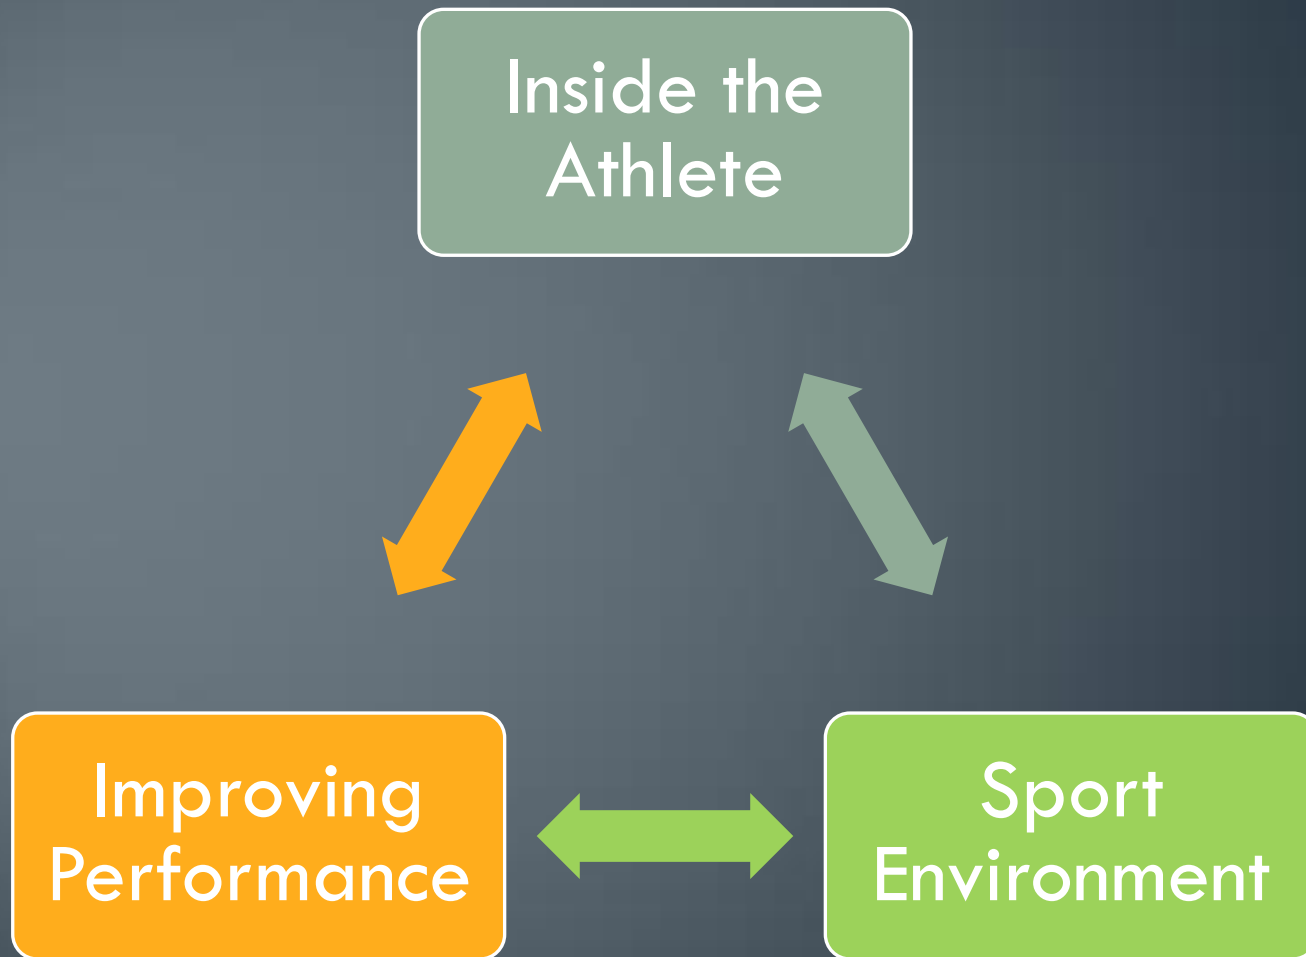 Inside the
Athlete
Improving
Performance
Sport
Environment